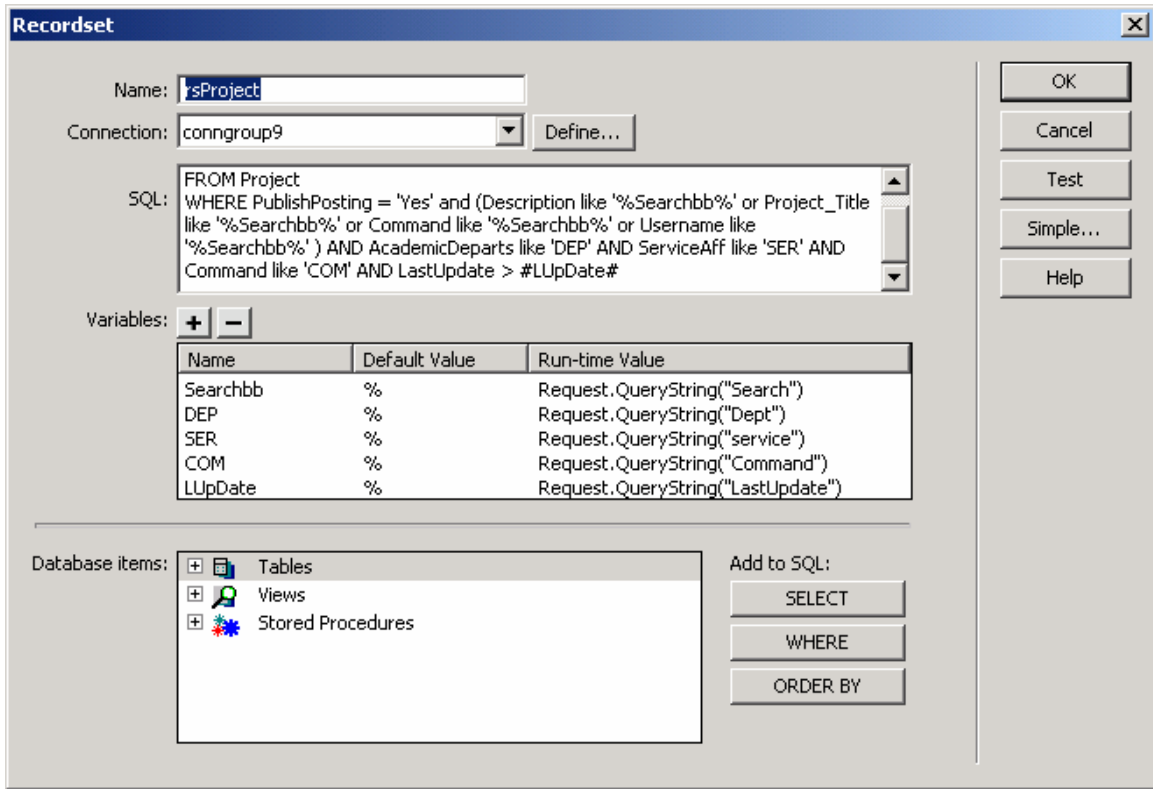 Recordset
Name: rsProject
OK
Connection: conngroup9 Define...
Cancel
SQL: FROM Project
WHERE PublishPosting = 'Yes' and (Description like '%Searchbb%' or Project_Title
like '%Searchbb%' or Command like '%Searchbb%' or Username like
'%Searchbb%' ) AND AcademicDeparts like 'DEP' AND ServiceAff like 'SER' AND
Command like 'COM' AND LastUpdate > #LUpDate#
Test
Simple...
Help
Variables: + −
Name Default Value Run-time Value
Searchbb % Request.QueryString("Search")
DEP % Request.QueryString("Dept")
SER % Request.QueryString("service")
COM % Request.QueryString("Command")
LUpDate % Request.QueryString("LastUpdate")
Database items: Tables
Views
Stored Procedures
Add to SQL:
SELECT
WHERE
ORDER BY